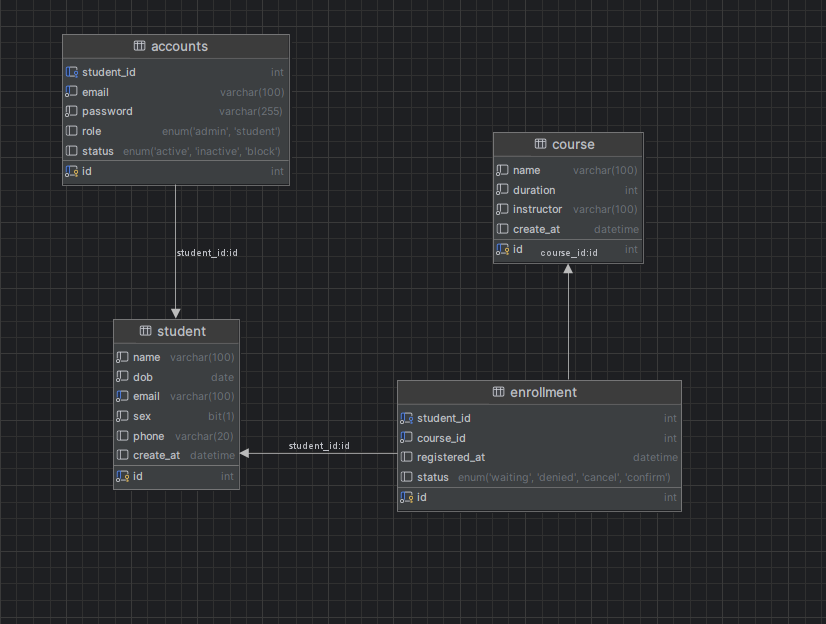 accounts
student_id int
email varchar(100)
password varchar(255)
role enum('admin', 'student')
status enum('active', 'inactive', 'block')
id int
student_id:id
course
name varchar(100)
duration int
instructor varchar(100)
create_at datetime
id int
course_id:id
student
name varchar(100)
dob date
email varchar(100)
sex bit(1)
phone varchar(20)
create_at datetime
id int
student_id:id
enrollment
student_id int
course_id int
registered_at datetime
status enum('waiting', 'denied', 'cancel', 'confirm')
id int